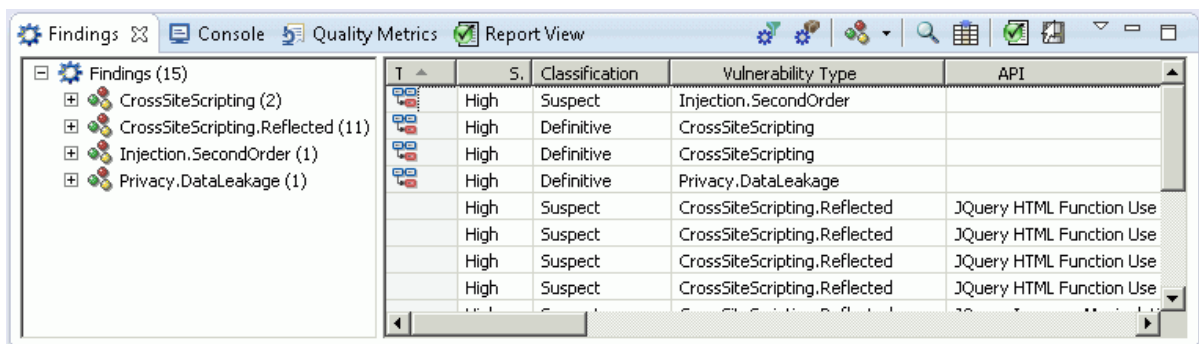 Findings Console Quality Metrics Report View
Findings (15)
CrossSiteScripting (2)
CrossSiteScripting.Reflected (11)
Injection.SecondOrder (1)
Privacy.DataLeakage (1)
T S. Classification Vulnerability Type API
High Suspect Injection.SecondOrder
High Definitive CrossSiteScripting
High Definitive CrossSiteScripting
High Definitive Privacy.DataLeakage
High Suspect CrossSiteScripting.Reflected JQuery HTML Function Use
High Suspect CrossSiteScripting.Reflected JQuery HTML Function Use
High Suspect CrossSiteScripting.Reflected JQuery HTML Function Use
High Suspect CrossSiteScripting.Reflected JQuery HTML Function Use